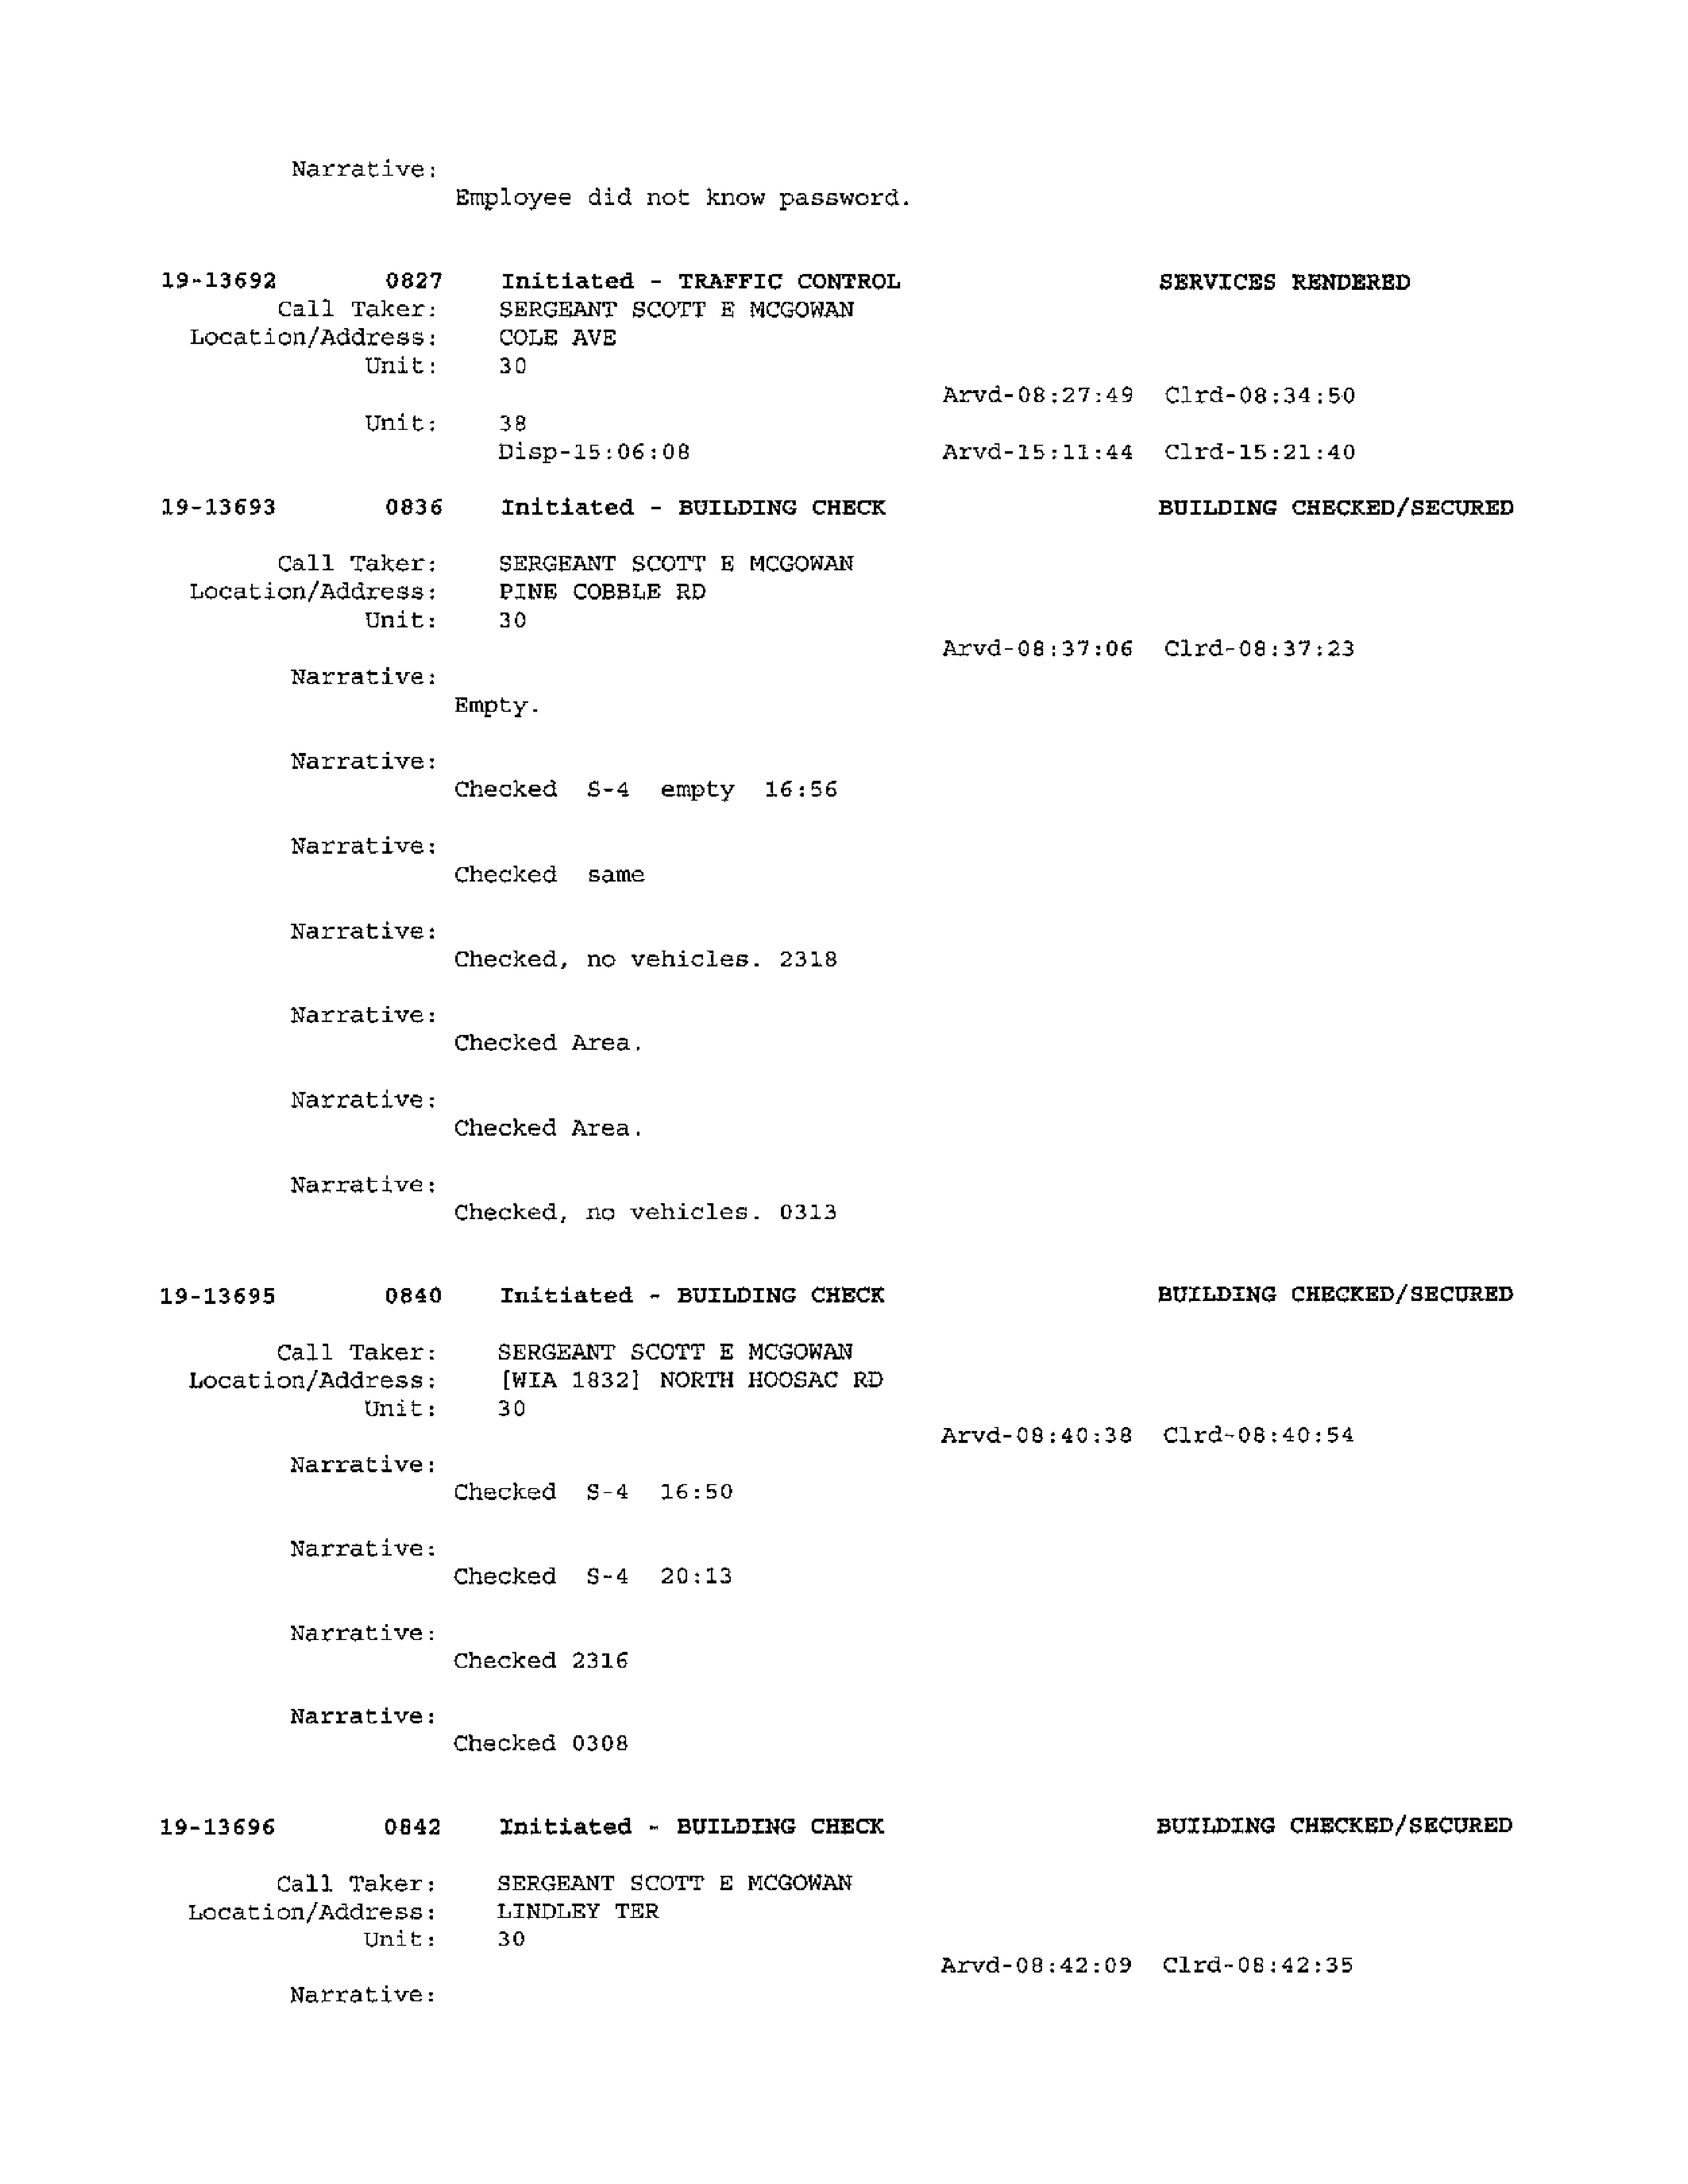 Narrative:
Employee did not know password.
19-13692 0827 Initiated - TRAFFIC CONTROL SERVICES RENDERED
Call Taker: SERGEANT SCOTT E MCGOWAN
Location/Address: COLE AVE
Unit: 30
Arvd-08:27:49 Clrd-08:34:50
Unit: 38
Disp-15:06:08 Arvd-15:11:44 Clrd-15:21:40
19-13693 0836 Initiated - BUILDING CHECK BUILDING CHECKED/SECURED
Call Taker: SERGEANT SCOTT E MCGOWAN
Location/Address: PINE COBBLE RD
Unit: 30
Arvd-08:37:06 Clrd-08:37:23
Narrative:
Empty.
Narrative:
Checked S-4 empty 16:56
Narrative:
Checked same
Narrative:
Checked, no vehicles. 2318
Narrative:
Checked Area.
Narrative:
Checked Area.
Narrative:
Checked, no vehicles. 0313
19-13695 0840 Initiated - BUILDING CHECK BUILDING CHECKED/SECURED
Call Taker: SERGEANT SCOTT E MCGOWAN
Location/Address: [WIA 1832] NORTH HOOSAC RD
Unit: 30
Arvd-08:40:38 Clrd-08:40:54
Narrative:
Checked S-4 16:50
Narrative:
Checked S-4 20:13
Narrative:
Checked 2316
Narrative:
Checked 0308
19-13696 0842 Initiated - BUILDING CHECK BUILDING CHECKED/SECURED
Call Taker: SERGEANT SCOTT E MCGOWAN
Location/Address: LINDLEY TER
Unit: 30
Arvd-08:42:09 Clrd-08:42:35
Narrative: